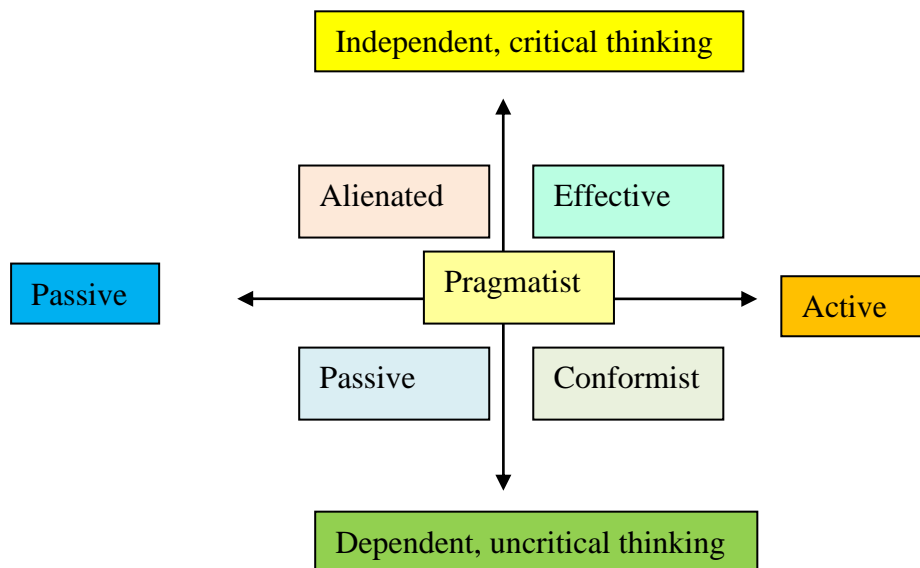 Independent, critical thinking
Alienated
Effective
Pragmatist
Passive
Active
Passive
Conformist
Dependent, uncritical thinking